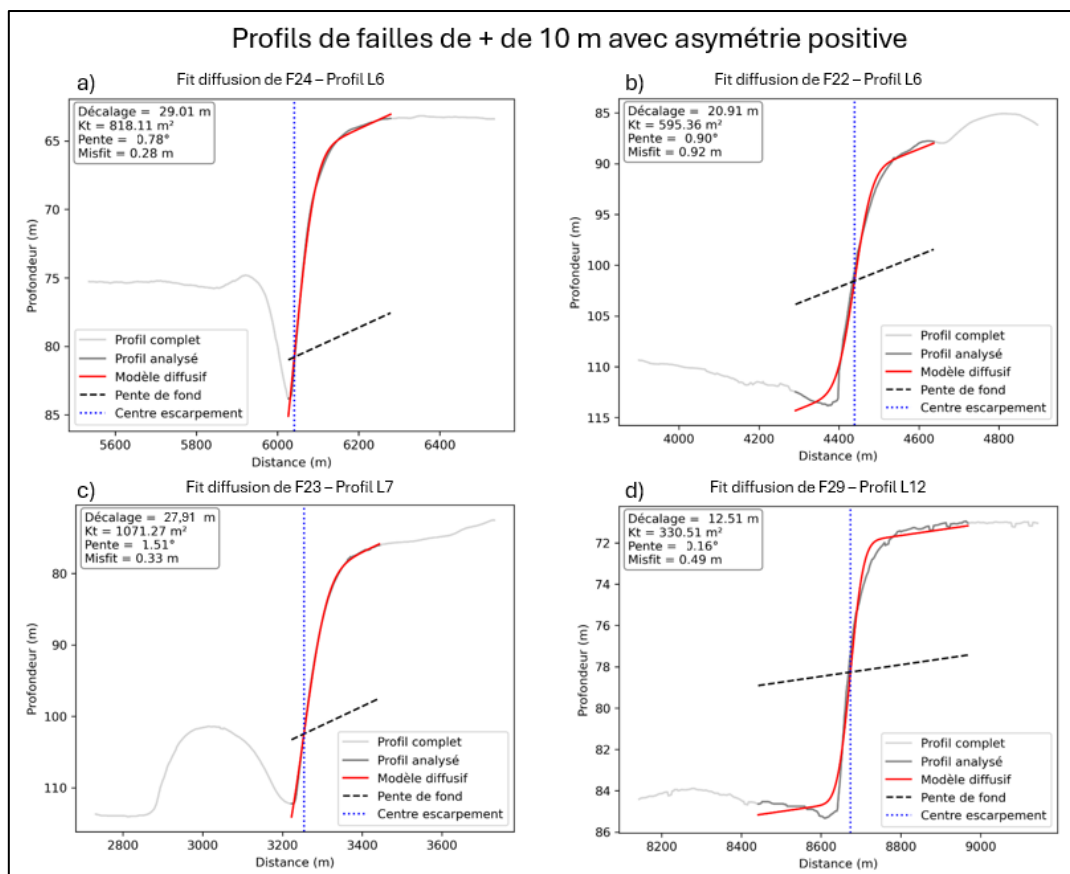 Profils de failles de + de 10 m avec asymétrie positive
a)
Fit diffusion de F24 – Profil L6
Décalage = 29.01 m
Kt = 818.11 m²
Pente = 0.78°
Misfit = 0.28 m
65
70
75
80
85
Profondeur (m)
Profil complet
Profil analysé
Modèle diffusif
Pente de fond
Centre escarpement
5600
5800
6000
6200
6400
Distance (m)
b)
Fit diffusion de F22 – Profil L6
Décalage = 20.91 m
Kt = 595.36 m²
Pente = 0.90°
Misfit = 0.92 m
85
90
95
100
105
110
115
Profondeur (m)
Profil complet
Profil analysé
Modèle diffusif
Pente de fond
Centre escarpement
4000
4200
4400
4600
4800
Distance (m)
c)
Fit diffusion de F23 – Profil L7
Décalage = 27,91 m
Kt = 1071.27 m²
Pente = 1.51°
Misfit = 0.33 m
80
90
100
110
Profondeur (m)
Profil complet
Profil analysé
Modèle diffusif
Pente de fond
Centre escarpement
2800
3000
3200
3400
3600
Distance (m)
d)
Fit diffusion de F29 – Profil L12
Décalage = 12.51 m
Kt = 330.51 m²
Pente = 0.16°
Misfit = 0.49 m
72
74
76
78
80
82
84
86
Profondeur (m)
Profil complet
Profil analysé
Modèle diffusif
Pente de fond
Centre escarpement
8200
8400
8600
8800
9000
Distance (m)